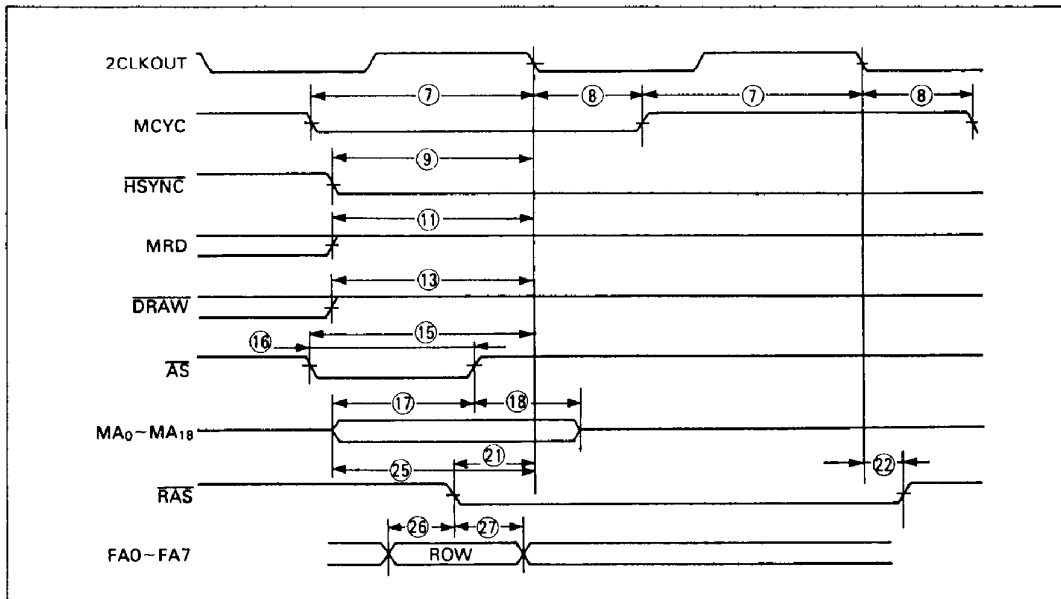 2CLKOUT
⑦ ⑧ ⑦ ⑧
MCYC
⑨
HSYNC
⑪
MRD
⑬
DRAW
⑮
⑯
AS
⑰ ⑱
MA₀~MA₁₈
㉑
㉕ ㉒
RAS
㉖ ㉗
FA0~FA7 ROW